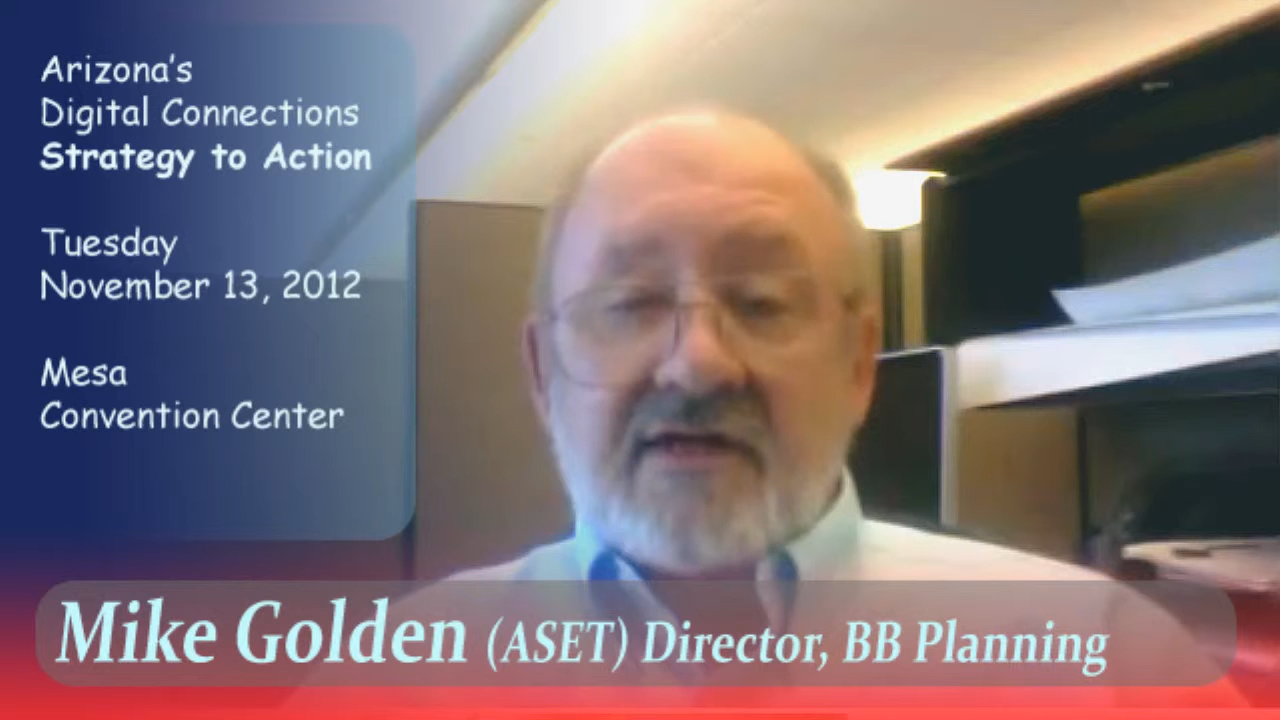 Arizona's
Digital Connections
Strategy to Action
Tuesday
November 13, 2012
Mesa
Convention Center
Mike Golden (ASET) Director, BB Planning